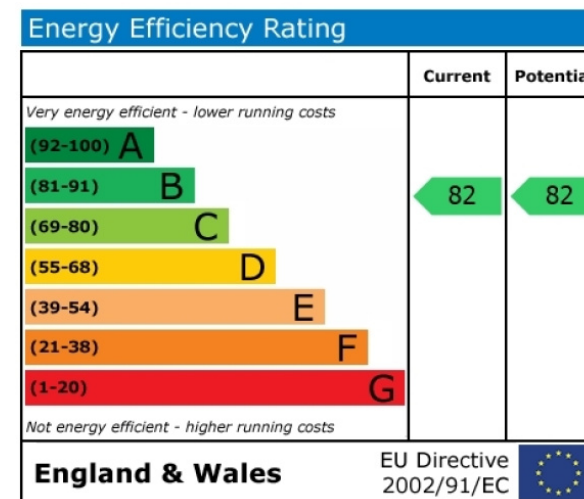 Energy Efficiency Rating
Current Potentia
Very energy efficient - lower running costs
(92-100) A
(81-91) B 82 82
(69-80) C
(55-68) D
(39-54) E
(21-38) F
(1-20) G
Not energy efficient - higher running costs
England & Wales
EU Directive
2002/91/EC